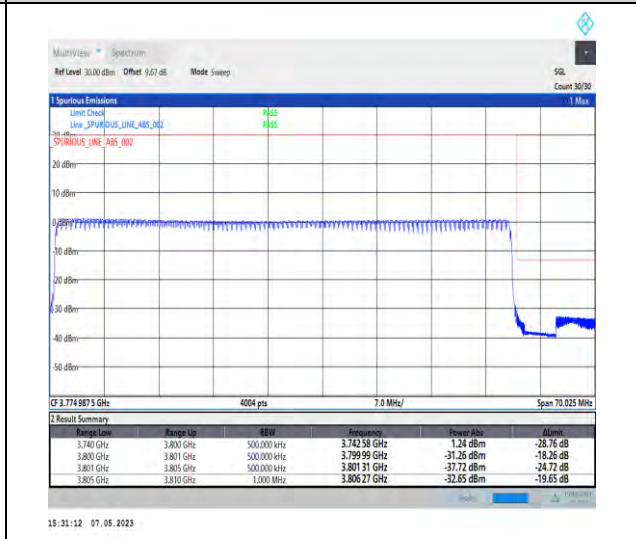 MultiView Spectrum
Ref Level 30.00 dBm Offset 9.67 dB Mode Sweep SGL
Count 30/30
1 Spurious Emissions 1 Max
Limit Check PASS
Line _SPURIOUS_LINE_ABS_002 PASS
30 dBm
_SPURIOUS_LINE_ABS_002
20 dBm
10 dBm
0 dBm
-10 dBm
-20 dBm
-30 dBm
-40 dBm
-50 dBm
CF 3.774 987 5 GHz 4004 pts 7.0 MHz/ Span 70.025 MHz
2 Result Summary
Range Low Range Up RBW Frequency Power Abs ΔLimit
3.740 GHz 3.800 GHz 500.000 kHz 3.742 58 GHz 1.24 dBm -28.76 dB
3.800 GHz 3.801 GHz 500.000 kHz 3.799 99 GHz -31.26 dBm -18.26 dB
3.801 GHz 3.805 GHz 500.000 kHz 3.801 31 GHz -37.72 dBm -24.72 dB
3.805 GHz 3.810 GHz 1.000 MHz 3.806 27 GHz -32.65 dBm -19.65 dB
15:31:12 07.05.2023